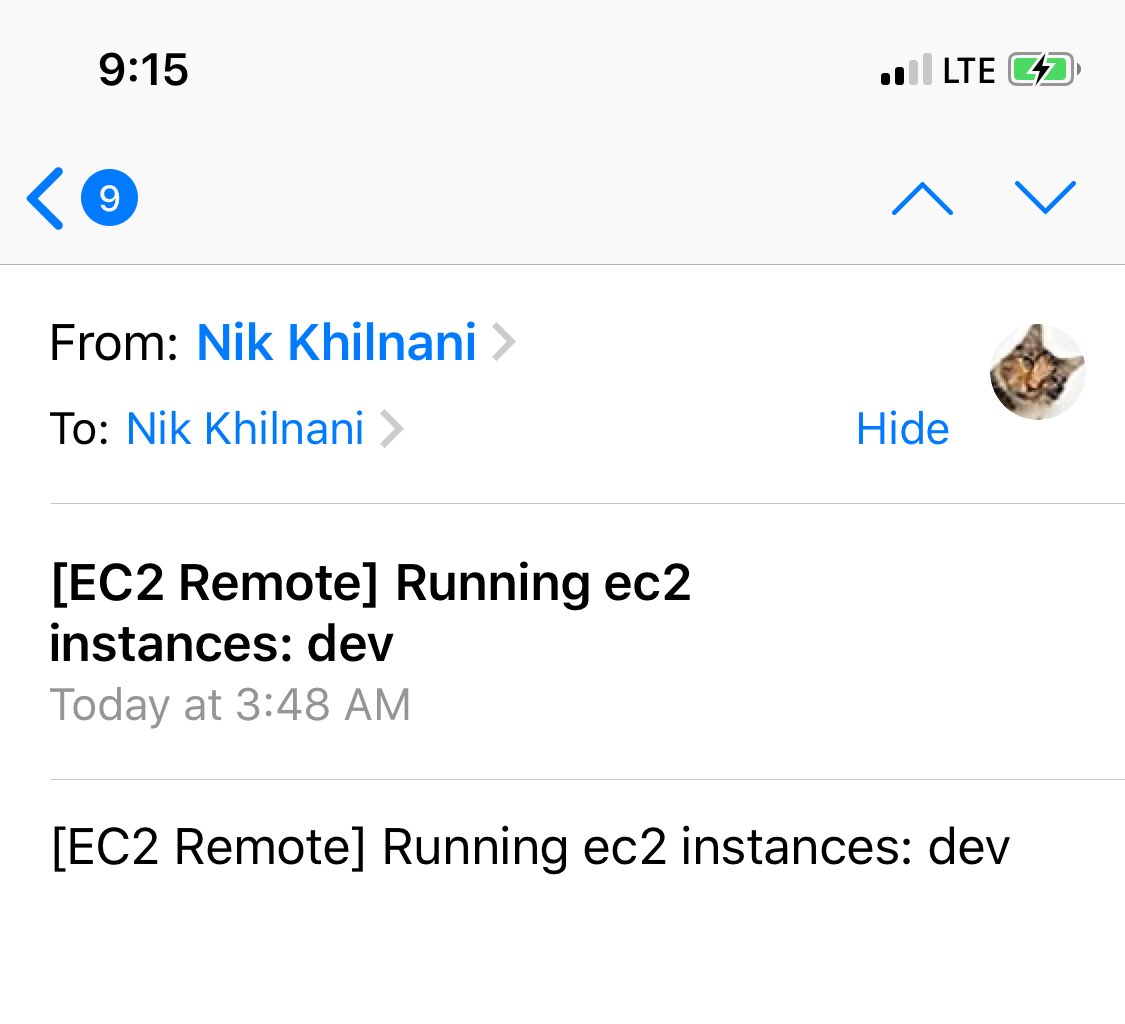 9:15 LTE
9
From: Nik Khilnani
To: Nik Khilnani Hide
[EC2 Remote] Running ec2
instances: dev
Today at 3:48 AM
[EC2 Remote] Running ec2 instances: dev